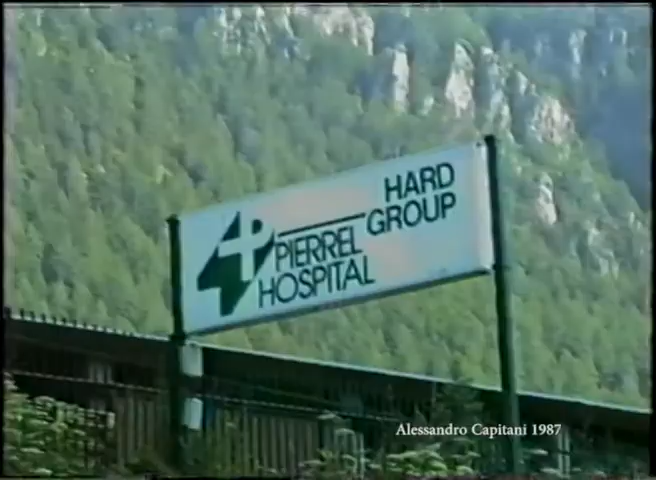 HARD
GROUP
PIERREL
HOSPITAL
Alessandro Capitani 1987